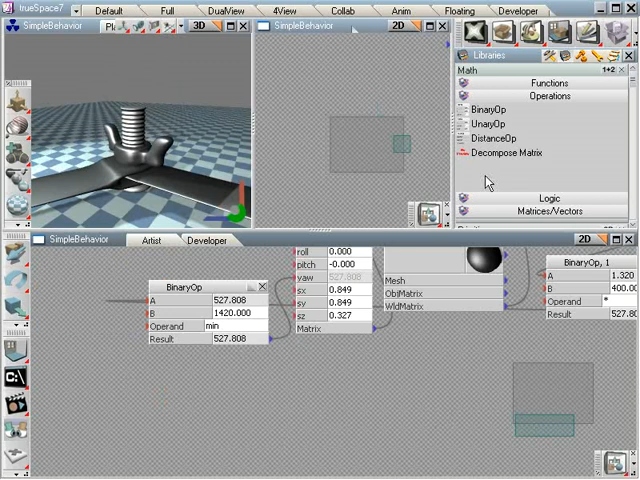 trueSpace7
Default
Full
DualView
4View
Collab
Anim
Floating
Developer
SimpleBehavior
3D
SimpleBehavior
2D
Libraries
Math
1+2
Functions
Operations
BinaryOp
UnaryOp
DistanceOp
Decompose Matrix
Logic
Matrices/Vectors
SimpleBehavior
Artist
Developer
2D
roll 0.000
pitch -0.000
yaw 527.808
sx 0.849
sy 0.849
sz 0.327
Matrix
Mesh
ObjMatrix
WldMatrix
BinaryOp
A 527.808
B 1420.000
Operand min
Result 527.808
BinaryOp, 1
A 1.320
B 400.00
Operand *
Result 527.80